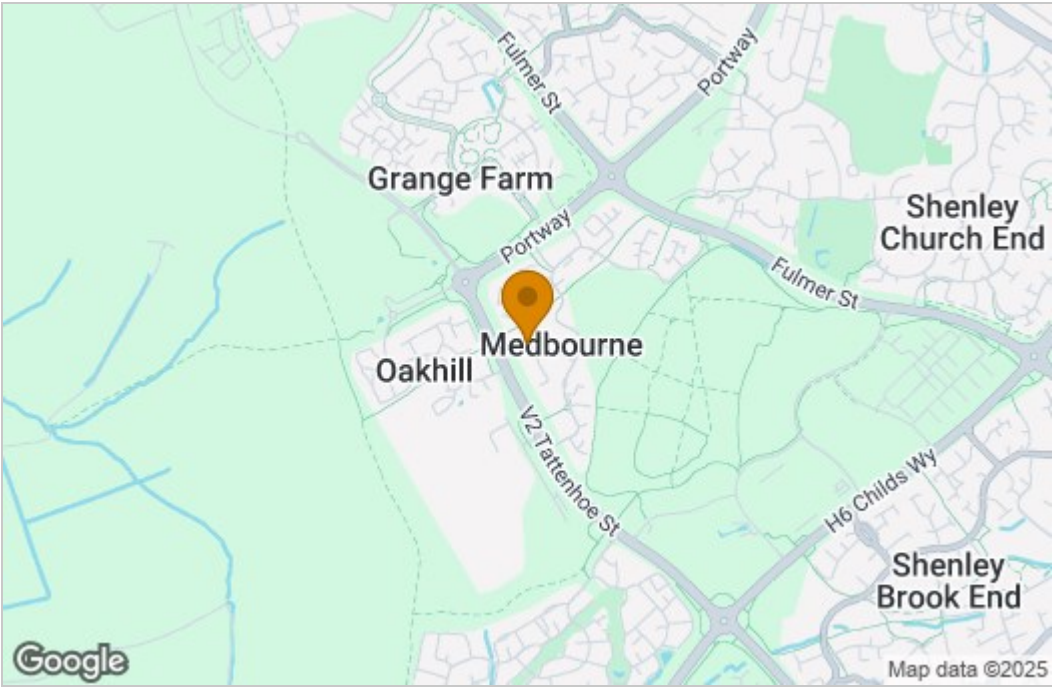 Fulmer St
Portway
Grange Farm
Portway
Shenley
Church End
Fulmer St
Medbourne
Oakhill
V2 Tattenhoe St
H6 Childs Wy
Shenley
Brook End
Google
Map data ©2025